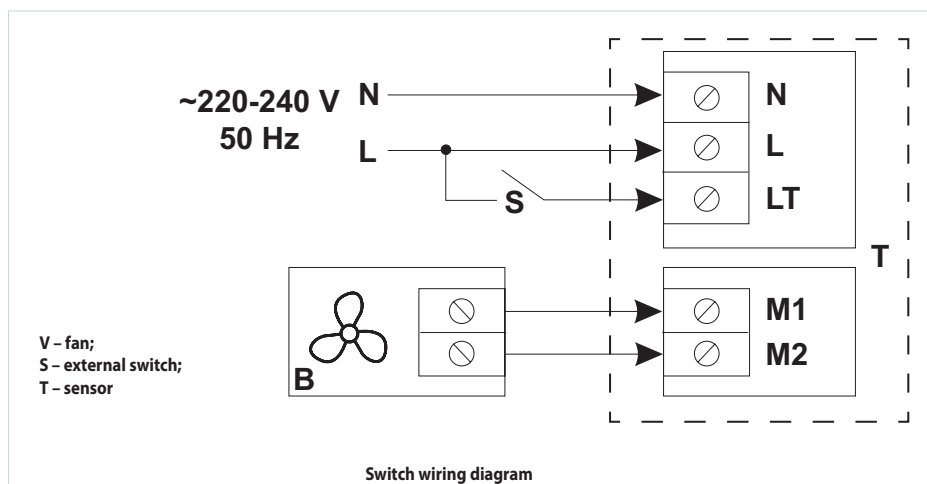 ~220-240 V
50 Hz
N
L
S
N
L
LT
T
M1
M2
B
V – fan;
S – external switch;
T – sensor
Switch wiring diagram